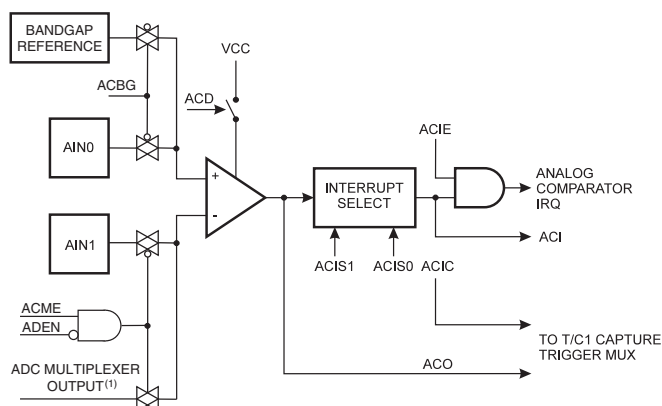 BANDGAP
REFERENCE
VCC
ACBG
ACD
AIN0
ACIE
+
-
INTERRUPT
SELECT
ANALOG
COMPARATOR
IRQ
AIN1
ACI
ACIS1
ACIS0
ACIC
ACME
ADEN
TO T/C1 CAPTURE
TRIGGER MUX
ADC MULTIPLEXER
OUTPUT(1)
ACO